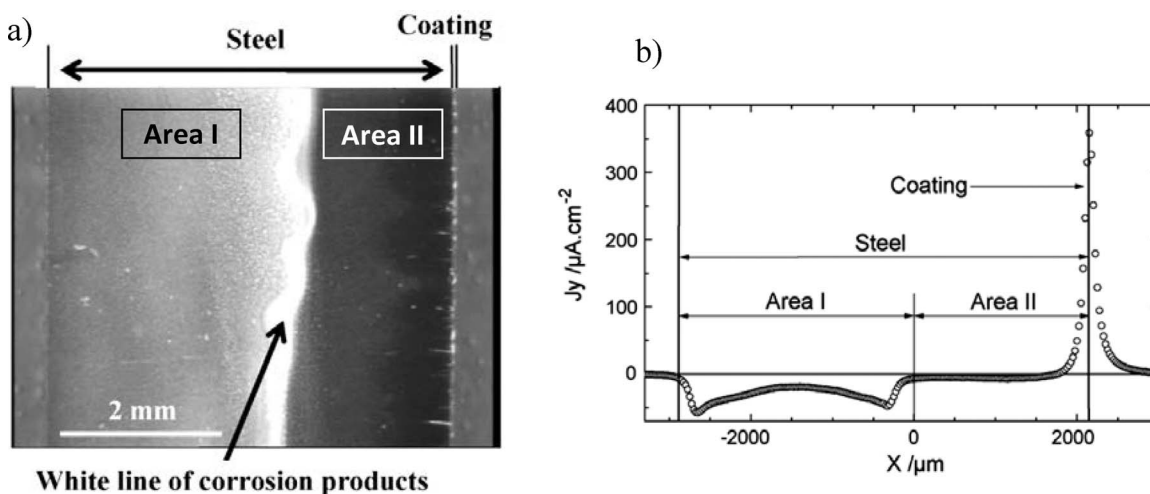 a)
Steel
Coating
Area I
Area II
2 mm
White line of corrosion products
b)
400
300
200
100
0
Jy /µA.cm-2
Coating
Steel
Area I
Area II
-2000
0
2000
X /µm